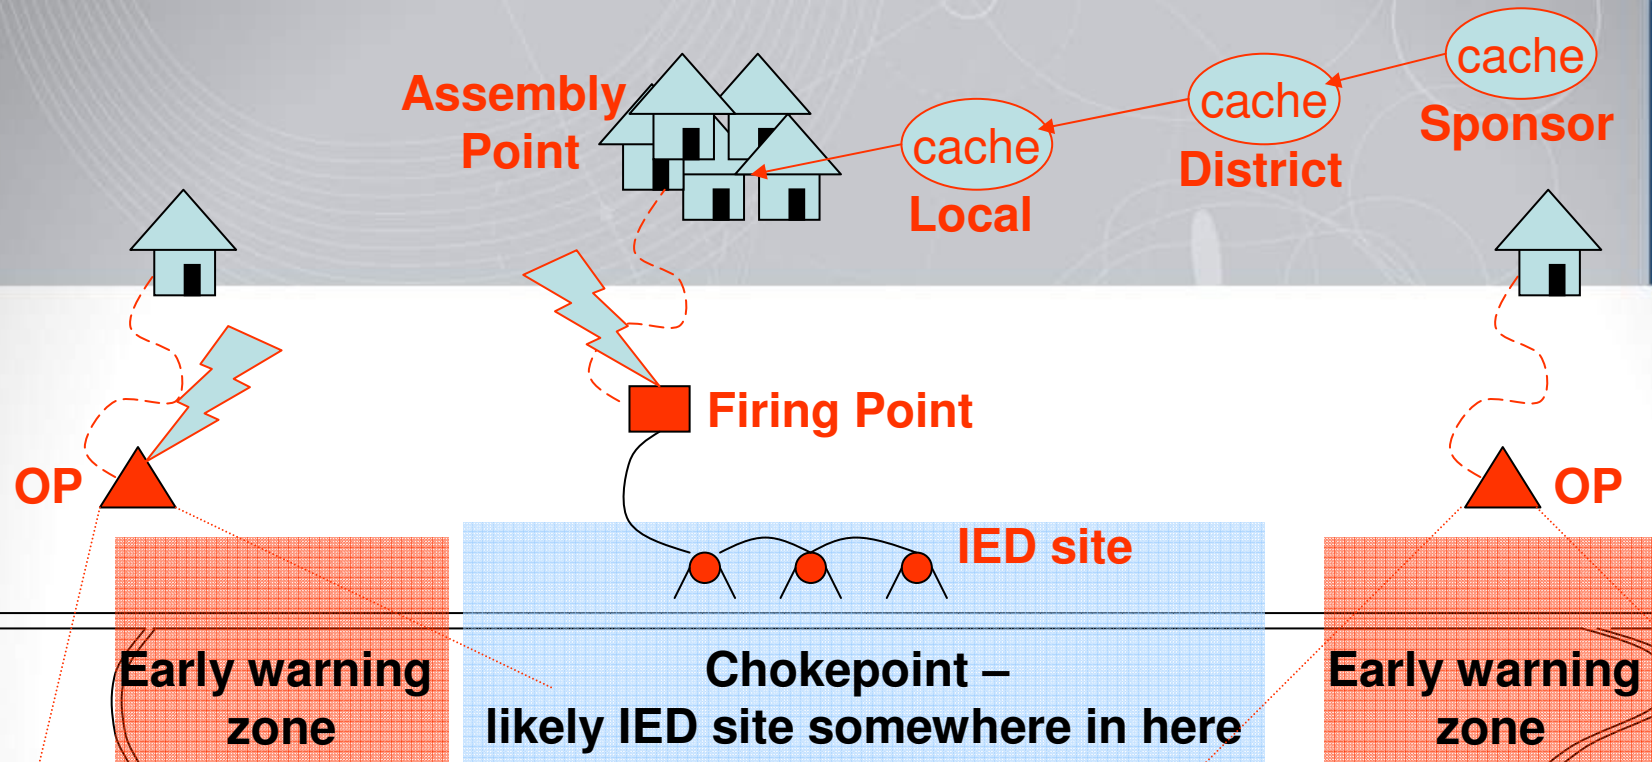 cache
Sponsor
cache
District
cache
Local
Assembly
Point
Firing Point
OP
OP
IED site
Early warning
zone
Chokepoint –
likely IED site somewhere in here
Early warning
zone